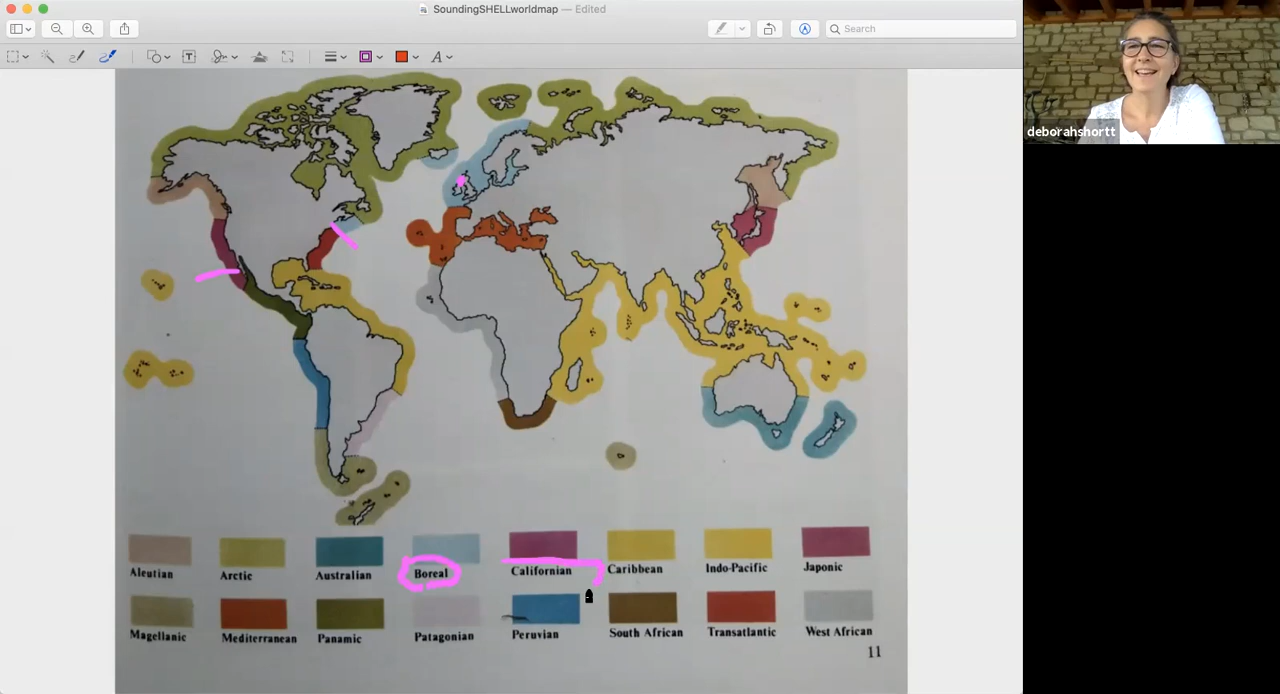 SoundingSHELLworldmap — Edited
Search
deborahshortt
Aleutian Arctic Australian Boreal Californian Caribbean Indo-Pacific Japonic
Magellanic Mediterranean Panamic Patagonian Peruvian South African Transatlantic West African
11